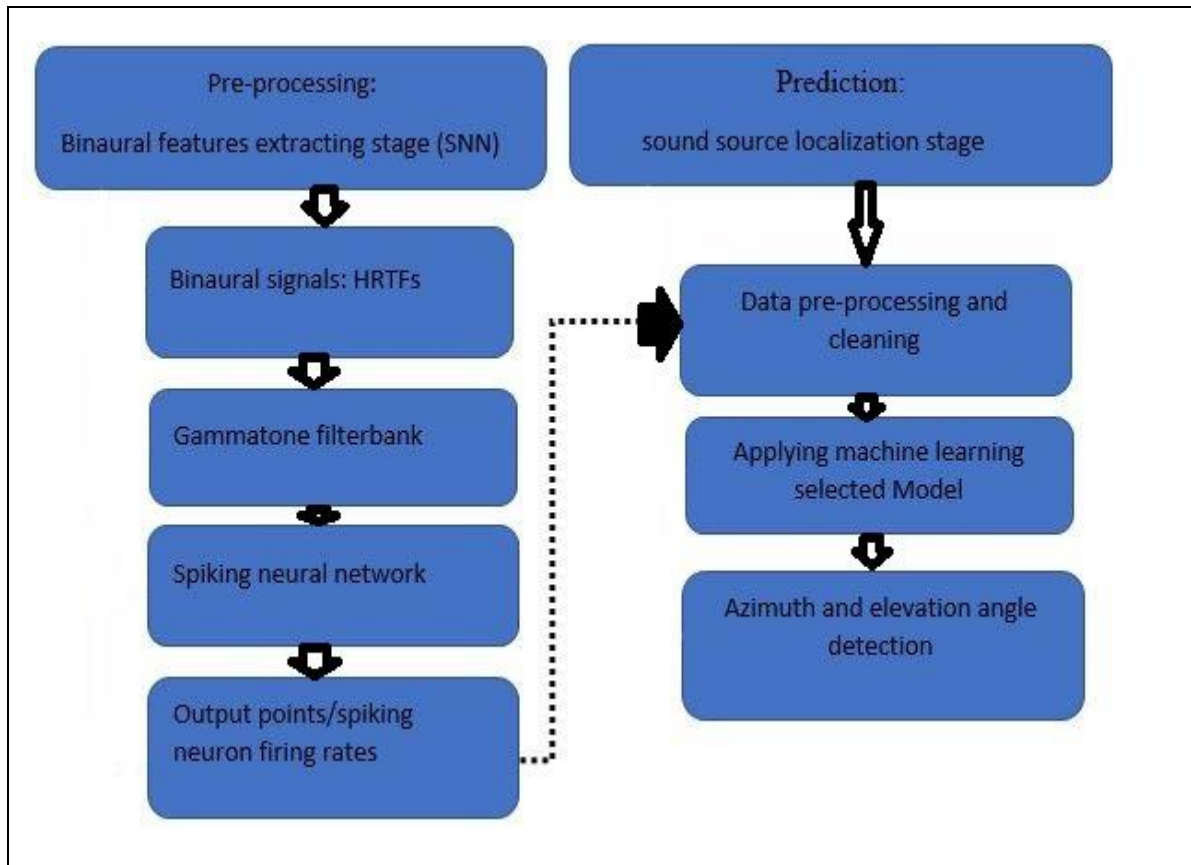 Pre-processing:
Binaural features extracting stage (SNN)
Binaural signals: HRTFs
Gammatone filterbank
Spiking neural network
Output points/spiking
neuron firing rates
Prediction:
sound source localization stage
Data pre-processing and
cleaning
Applying machine learning
selected Model
Azimuth and elevation angle
detection